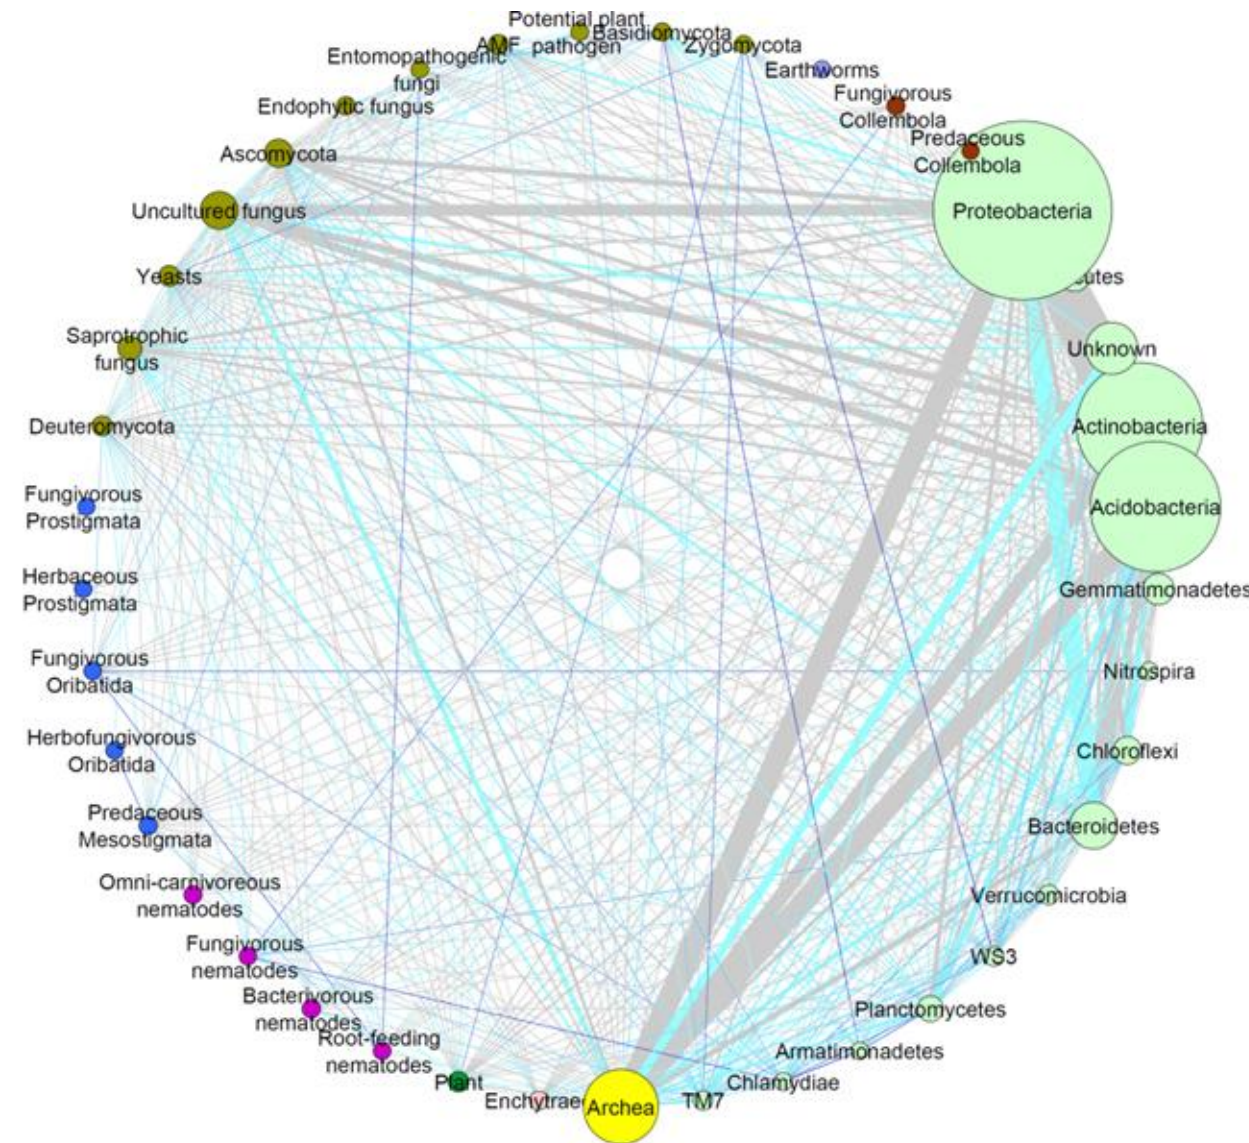 Potential plant
pathogen
Basidiomycota
AMF
Zygomycota
Entomopathogenic
fungi
Earthworms
Endophytic fungus
Fungivorous
Collembola
Ascomycota
Predaceous
Collembola
Uncultured fungus
Proteobacteria
Yeasts
Saprotrophic
fungus
Unknown
Deuteromycota
Actinobacteria
Fungivorous
Prostigmata
Acidobacteria
Herbaceous
Prostigmata
Gemmatimonadetes
Fungivorous
Oribatida
Nitrospira
Herbofungivorous
Oribatida
Chloroflexi
Predaceous
Mesostigmata
Bacteroidetes
Omni-carnivoreous
nematodes
Verrucomicrobia
Fungivorous
nematodes
WS3
Bacterivorous
nematodes
Planctomycetes
Root-feeding
nematodes
Armatimonadetes
Plant
Chlamydiae
Archea
TM7